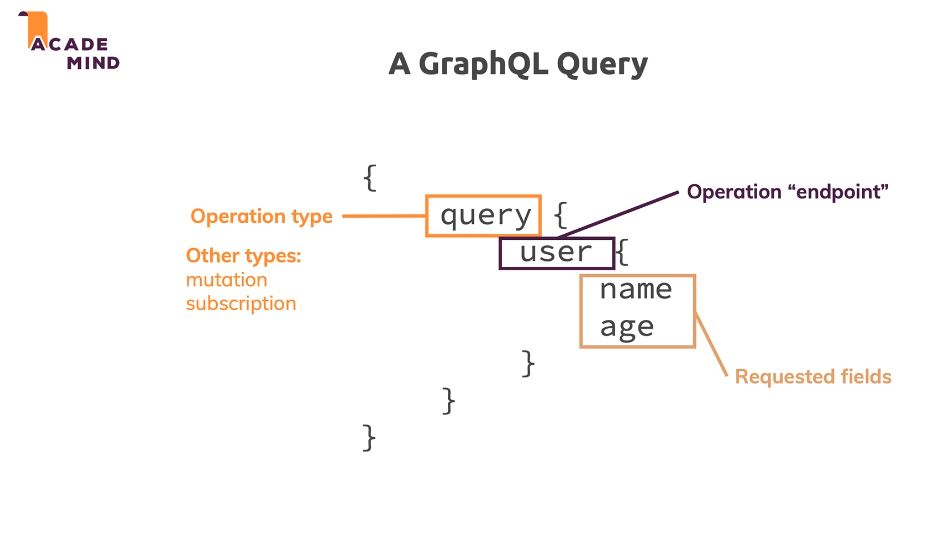 ACADE
MIND
A GraphQL Query
{
Operation type
query {
Operation “endpoint”
Other types:
mutation
subscription
user {
name
age
Requested fields
}
}
}